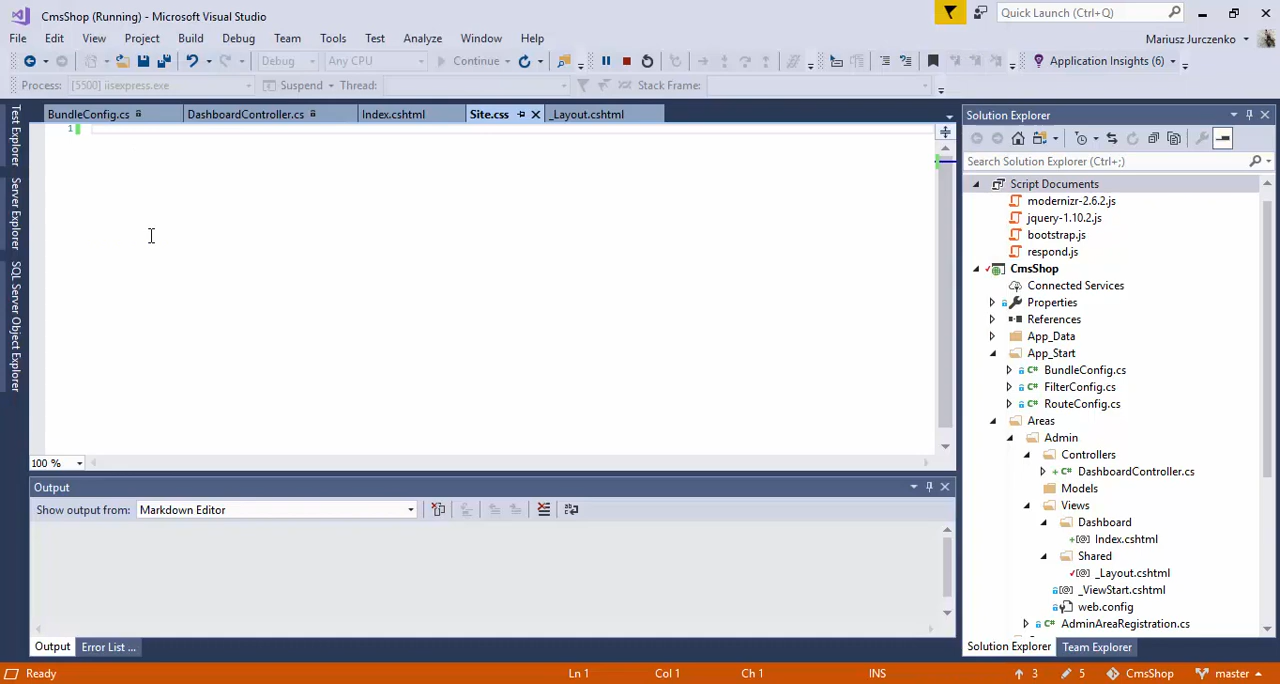 CmsShop (Running) - Microsoft Visual Studio
Quick Launch (Ctrl+Q)
File Edit View Project Build Debug Team Tools Test Analyze Window Help
Mariusz Jurczenko
Debug Any CPU Continue Application Insights (6)
Process: [5500] iisexpress.exe Suspend Thread: Stack Frame:
BundleConfig.cs DashboardController.cs Index.cshtml Site.css _Layout.cshtml
1
Test Explorer
Server Explorer
SQL Server Object Explorer
100 %
Output
Show output from: Markdown Editor
Output Error List ...
Solution Explorer
Search Solution Explorer (Ctrl+;)
Script Documents
modernizr-2.6.2.js
jquery-1.10.2.js
bootstrap.js
respond.js
CmsShop
Connected Services
Properties
References
App_Data
App_Start
BundleConfig.cs
FilterConfig.cs
RouteConfig.cs
Areas
Admin
Controllers
DashboardController.cs
Models
Views
Dashboard
Index.cshtml
Shared
_Layout.cshtml
_ViewStart.cshtml
web.config
AdminAreaRegistration.cs
Solution Explorer Team Explorer
Ready Ln 1 Col 1 Ch 1 INS 3 5 CmsShop master